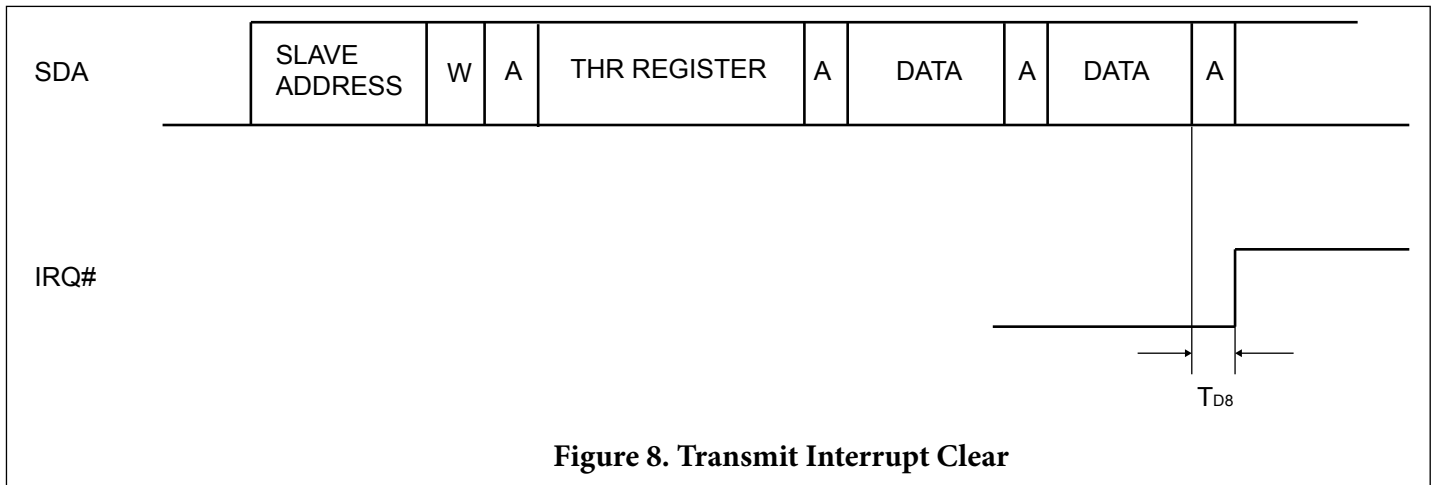 SDA
SLAVE
ADDRESS
W
A
THR REGISTER
A
DATA
A
DATA
A
IRQ#
TD8
Figure 8. Transmit Interrupt Clear